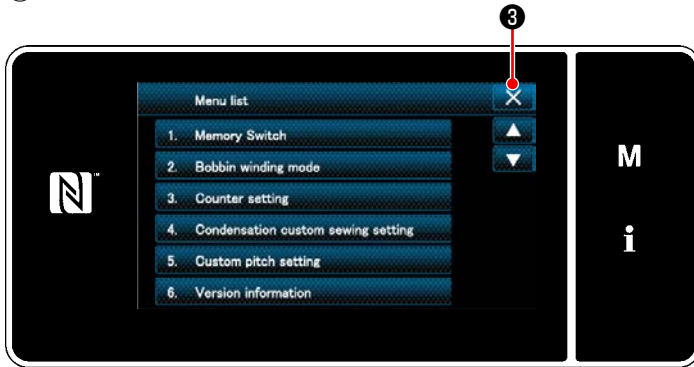 ❸
Menu list
1. Memory Switch
2. Bobbin winding mode
3. Counter setting
4. Condensation custom sewing setting
5. Custom pitch setting
6. Version information
M
i